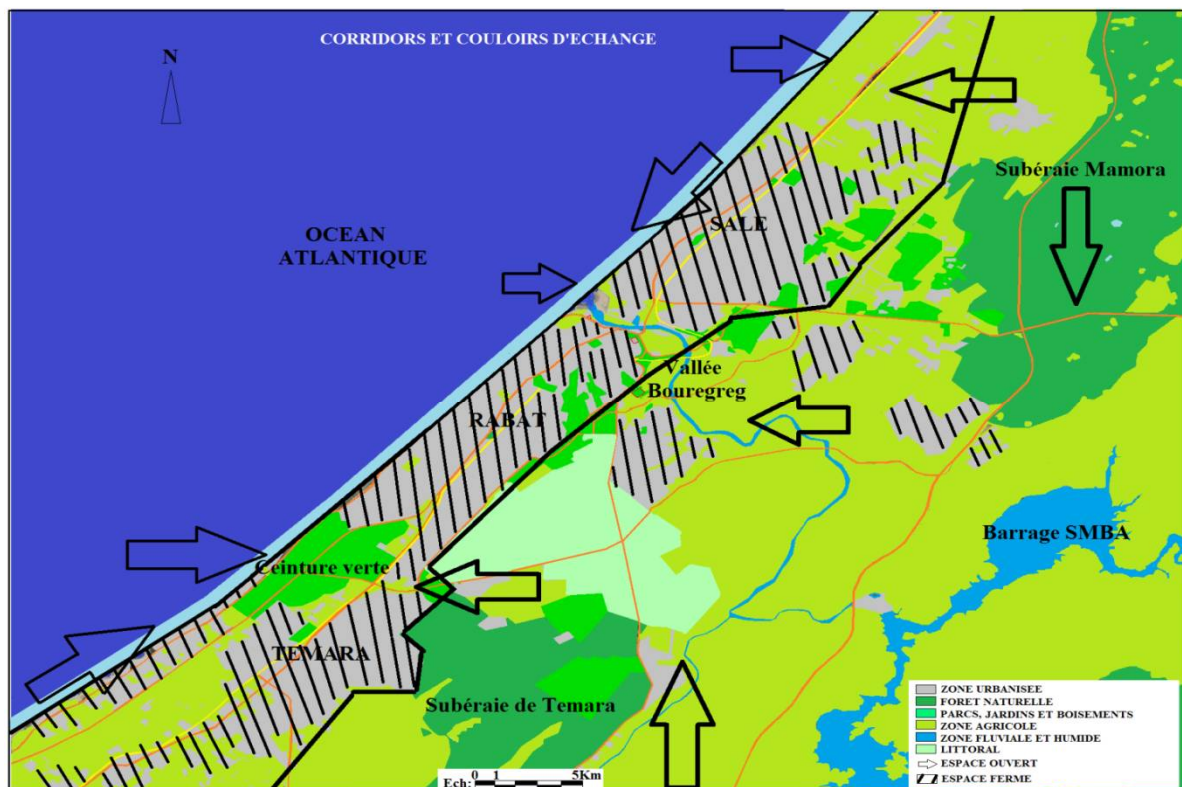 CORRIDORS ET COULOIRS D'ECHANGE
N
Subéraie Mamora
OCEAN
ATLANTIQUE
SALE
Vallée
Bouregreg
RABAT
Barrage SMBA
Ceinture verte
TEMARA
Subéraie de Temara
ZONE URBANISEE
FORET NATURELLE
PARCS, JARDINS ET BOISEMENTS
ZONE AGRICOLE
ZONE FLUVIALE ET HUMIDE
LITTORAL
ESPACE OUVERT
ESPACE FERME
0 1 5Km
Ech: